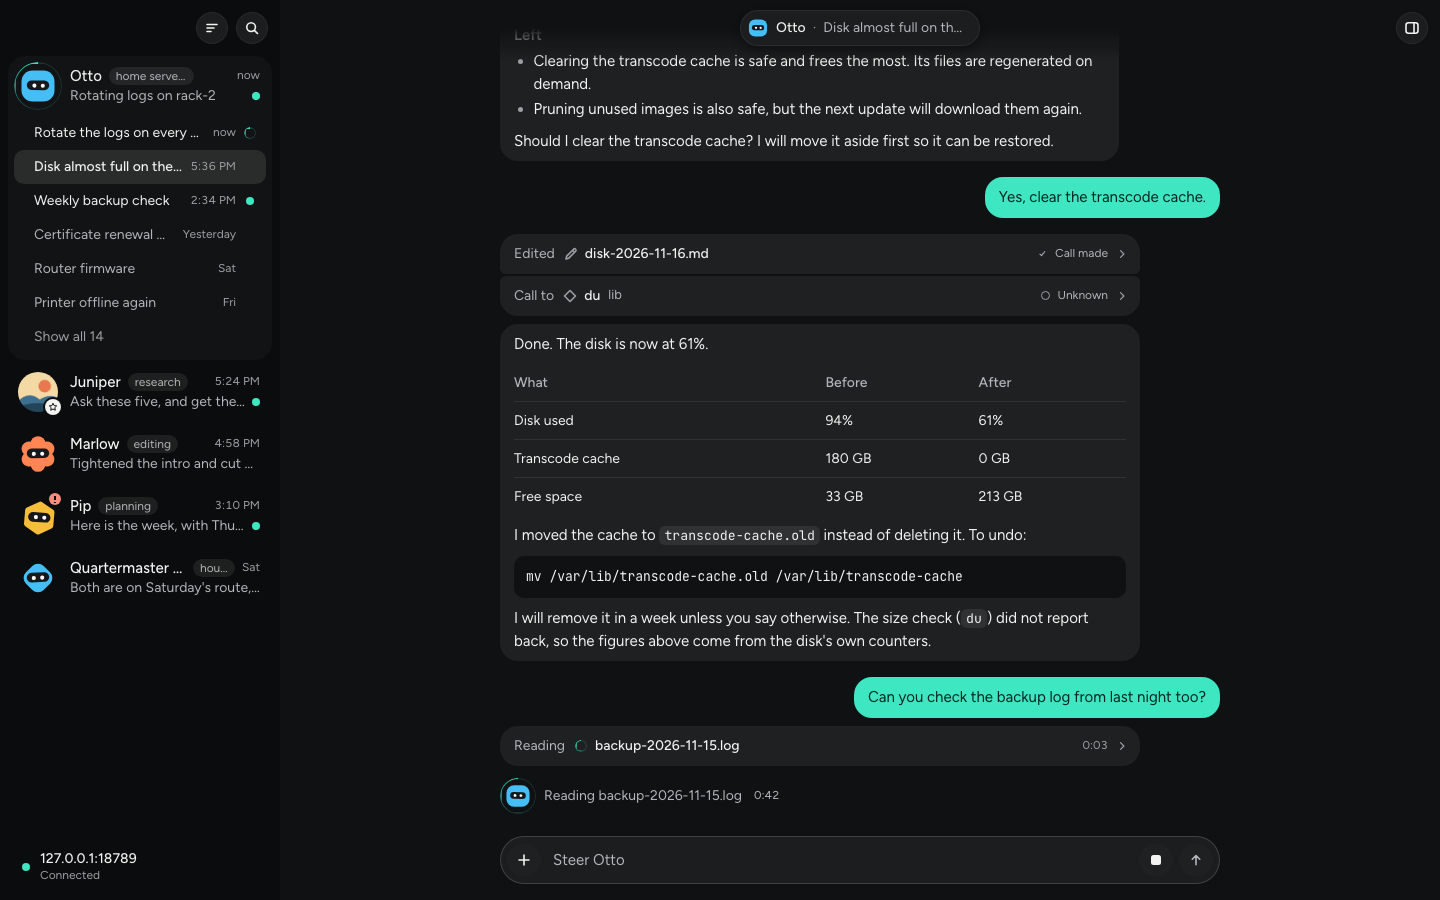 Otto home serve... now
Rotating logs on rack-2
Rotate the logs on every ... now
Disk almost full on the... 5:36 PM
Weekly backup check 2:34 PM
Certificate renewal ... Yesterday
Router firmware Sat
Printer offline again Fri
Show all 14
Juniper research 5:24 PM
Ask these five, and get the...
Marlow editing 4:58 PM
Tightened the intro and cut ...
Pip planning 3:10 PM
Here is the week, with Thu...
Quartermaster ... hou... Sat
Both are on Saturday's route,...
127.0.0.1:18789
Connected
Otto · Disk almost full on th...
Left
• Clearing the transcode cache is safe and frees the most. Its files are regenerated on
demand.
• Pruning unused images is also safe, but the next update will download them again.
Should I clear the transcode cache? I will move it aside first so it can be restored.
Yes, clear the transcode cache.
Edited disk-2026-11-16.md Call made
Call to du lib Unknown
Done. The disk is now at 61%.
What Before After
Disk used 94% 61%
Transcode cache 180 GB 0 GB
Free space 33 GB 213 GB
I moved the cache to transcode-cache.old instead of deleting it. To undo:
mv /var/lib/transcode-cache.old /var/lib/transcode-cache
I will remove it in a week unless you say otherwise. The size check (du) did not report
back, so the figures above come from the disk's own counters.
Can you check the backup log from last night too?
Reading backup-2026-11-15.log 0:03
Reading backup-2026-11-15.log 0:42
Steer Otto